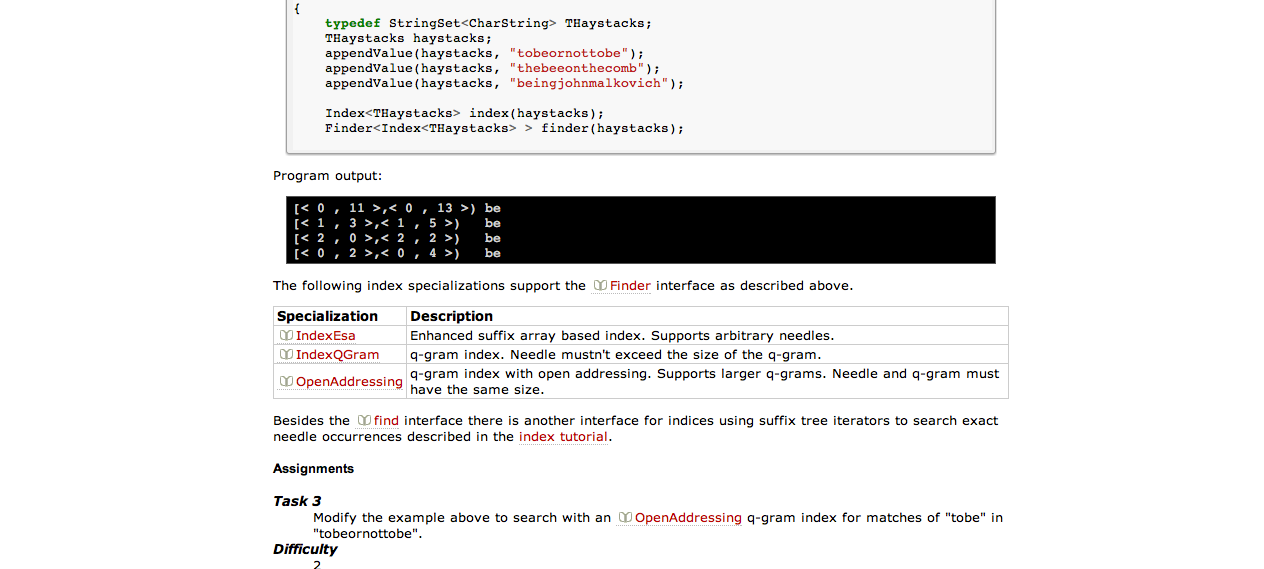 {
    typedef StringSet<CharString> THaystacks;
    THaystacks haystacks;
    appendValue(haystacks, "tobeornottobe");
    appendValue(haystacks, "thebeeonthecomb");
    appendValue(haystacks, "beingjohnmalkovich");
    Index<THaystacks> index(haystacks);
    Finder<Index<THaystacks> > finder(haystacks);
Program output:
[< 0 , 11 >,< 0 , 13 >) be
[< 1 , 3 >,< 1 , 5 >)   be
[< 2 , 0 >,< 2 , 2 >)   be
[< 0 , 2 >,< 0 , 4 >)   be
The following index specializations support the Finder interface as described above.
Specialization Description
IndexEsa Enhanced suffix array based index. Supports arbitrary needles.
IndexQGram q-gram index. Needle mustn't exceed the size of the q-gram.
OpenAddressing q-gram index with open addressing. Supports larger q-grams. Needle and q-gram must
have the same size.
Besides the find interface there is another interface for indices using suffix tree iterators to search exact
needle occurrences described in the index tutorial.
Assignments
Task 3
Modify the example above to search with an OpenAddressing q-gram index for matches of "tobe" in
"tobeornottobe".
Difficulty
2